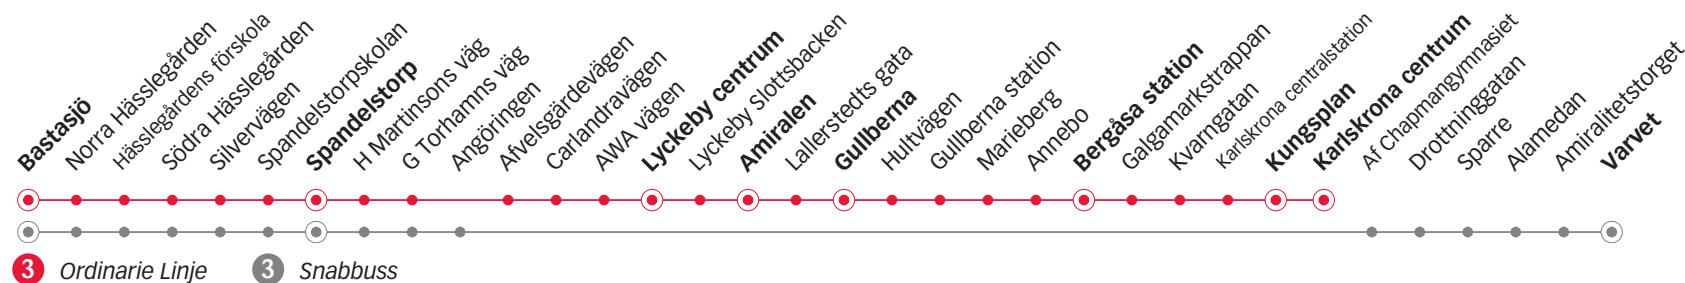 Bastasjö
Norra Hässlegården
Hässlegårdens förskola
Södra Hässlegården
Silvervägen
Spandelstorpskolan
Spandelstorp
H Martinsons väg
G Torhamns väg
Angöringen
Afvelsgärdevägen
Carlandravägen
AWA vägen
Lyckeby centrum
Lyckeby Slottsbacken
Amiralen
Lallerstedts gata
Gullberna
Hultvägen
Gullberna station
Marieberg
Annebo
Bergåsa station
Galgamarkstrappan
Kvarngatan
Karlskrona centralstation
Kungsplan
Karlskrona centrum
Af Chapmangymnasiet
Drottninggatan
Sparre
Alamedan
Amiralitetstorget
Varvet
3 Ordinarie Linje
3 Snabbuss